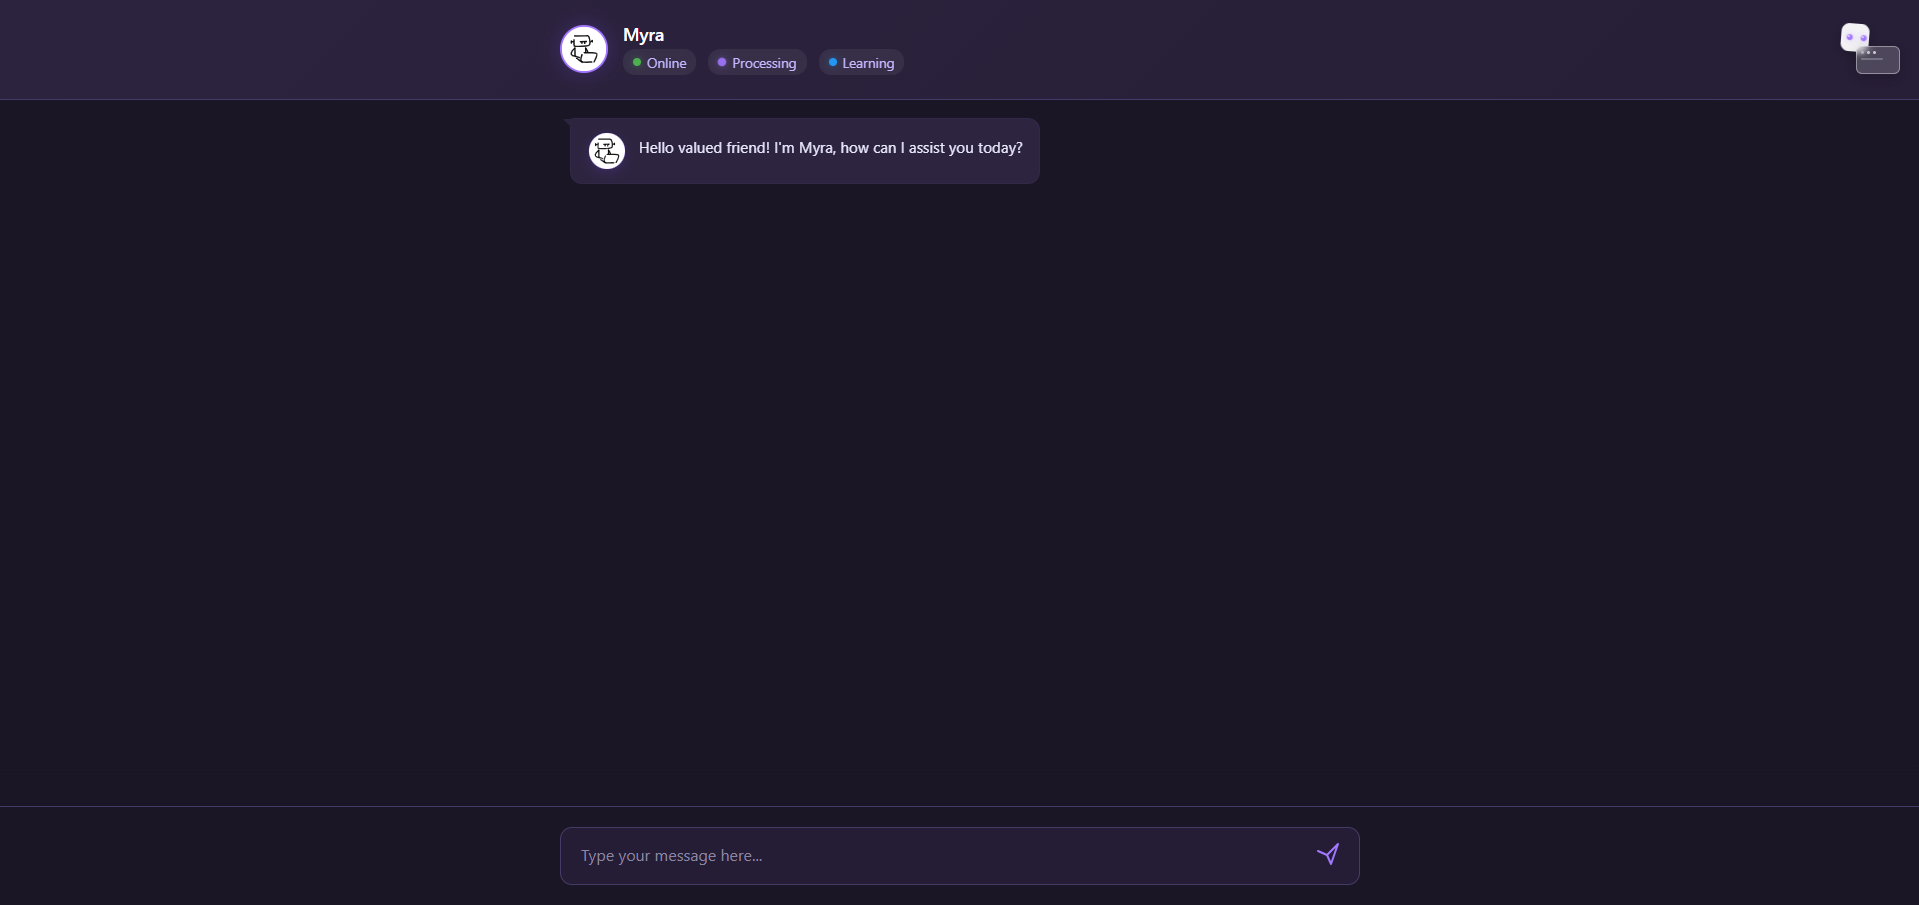 Myra
Online Processing Learning
Hello valued friend! I'm Myra, how can I assist you today?
Type your message here...